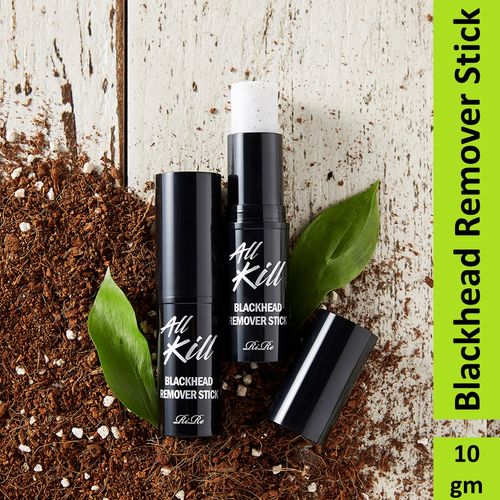 All
Kill
BLACKHEAD
REMOVER STICK
RiRe
All
Kill
BLACKHEAD
REMOVER STICK
RiRe
Blackhead Remover Stick
10
gm